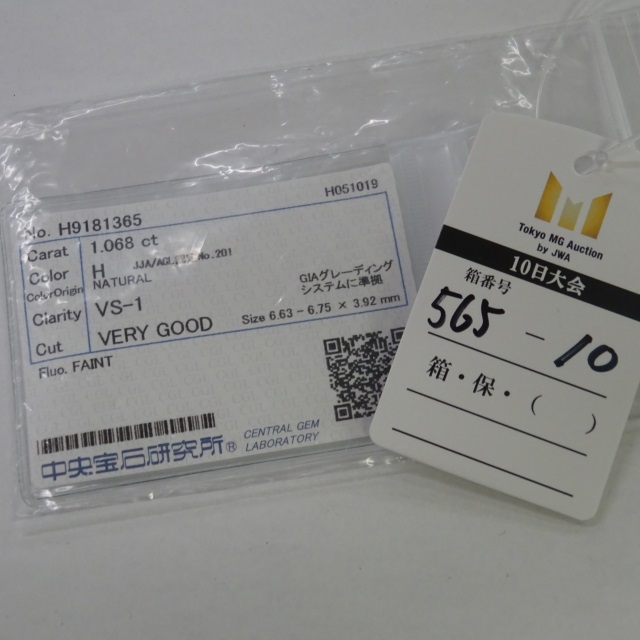 No. H9181365
H051019
Carat 1.068 ct
Color H
ColorOrigin NATURAL
Clarity VS-1
Cut VERY GOOD
GIAグレーディング
システムに準拠
Size 6.63 - 6.75 × 3.92 mm
Fluo. FAINT
中央宝石研究所® CENTRAL GEM
LABORATORY
Tokyo MG Auction
by JWA
10日大会
箱番号
565 - 10
箱・保・( )